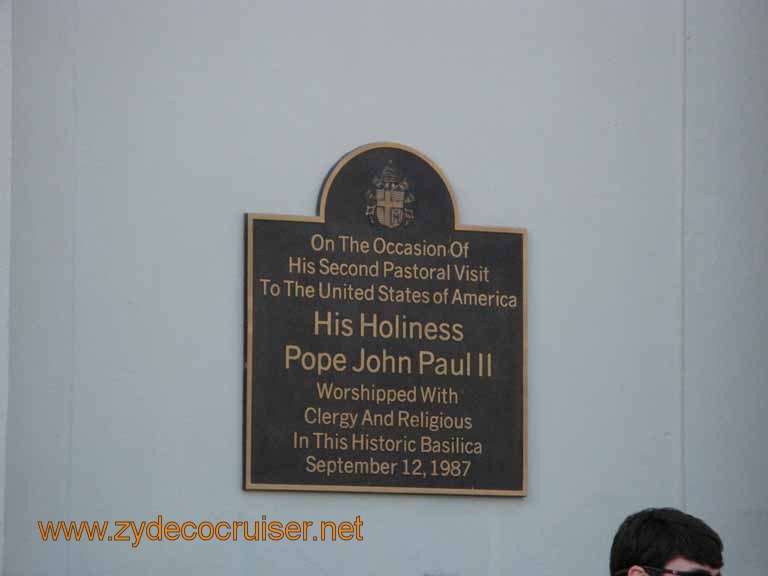 On The Occasion Of
His Second Pastoral Visit
To The United States of America
His Holiness
Pope John Paul II
Worshipped With
Clergy And Religious
In This Historic Basilica
September 12, 1987
www.zydecocruiser.net